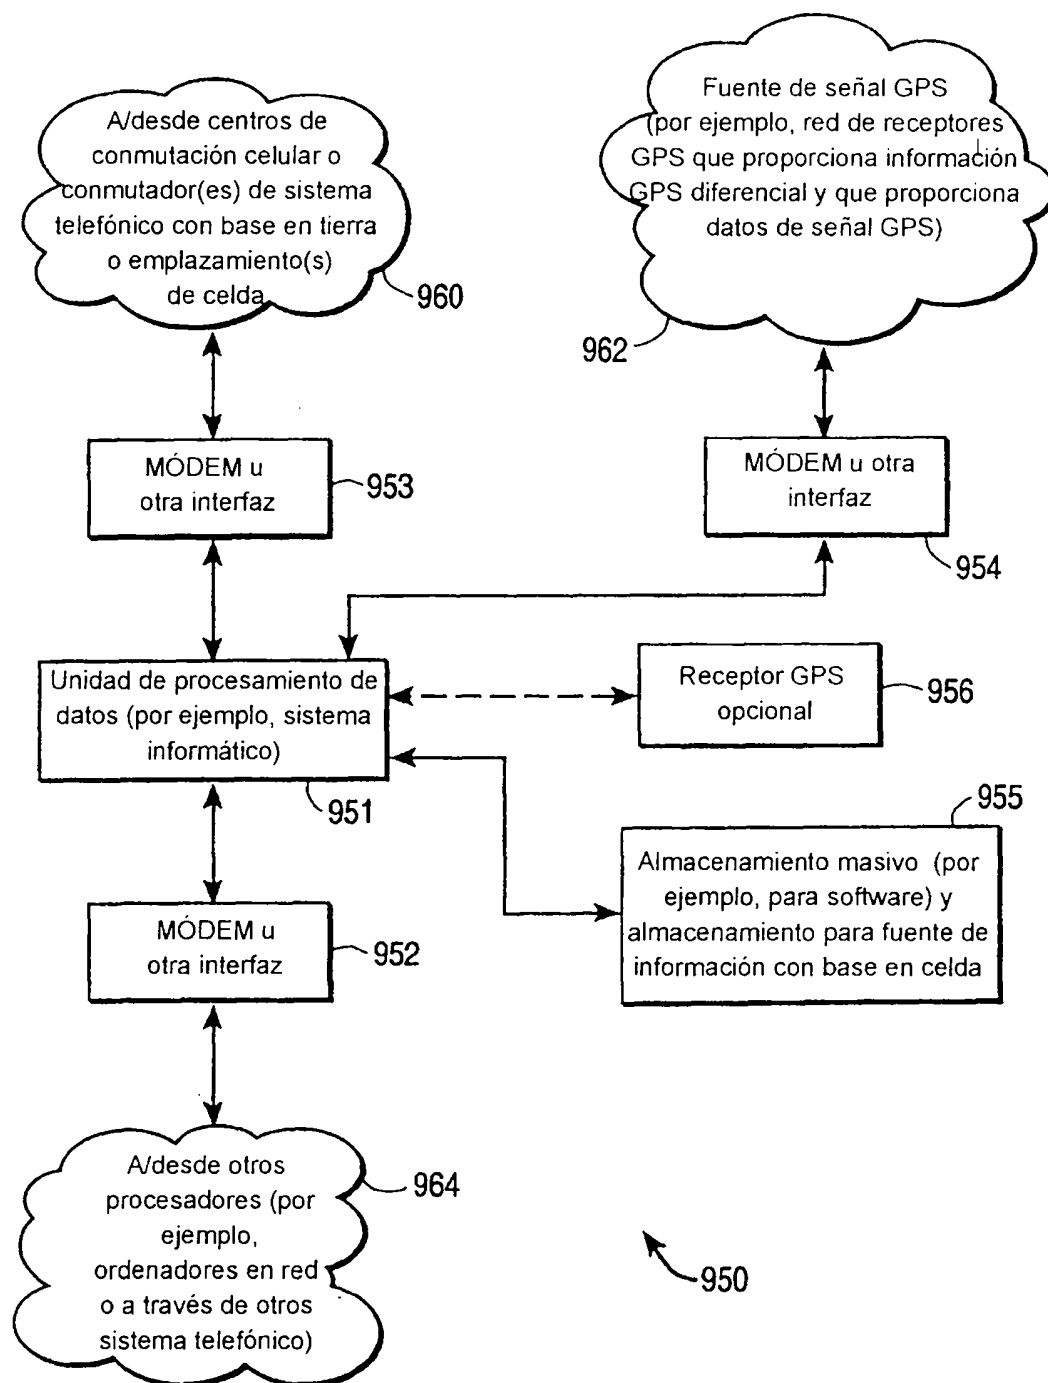 A/desde centros de
conmutación celular o
conmutador(es) de sistema
telefónico con base en tierra
o emplazamiento(s)
de celda
960
Fuente de señal GPS
(por ejemplo, red de receptores
GPS que proporciona información
GPS diferencial y que proporciona
datos de señal GPS)
962
MÓDEM u
otra interfaz
953
MÓDEM u otra
interfaz
954
Unidad de procesamiento de
datos (por ejemplo, sistema
informático)
951
Receptor GPS
opcional
956
955
Almacenamiento masivo (por
ejemplo, para software) y
almacenamiento para fuente de
información con base en celda
MÓDEM u
otra interfaz
952
A/desde otros
procesadores (por
ejemplo,
ordenadores en red
o a través de otros
sistema telefónico)
964
950